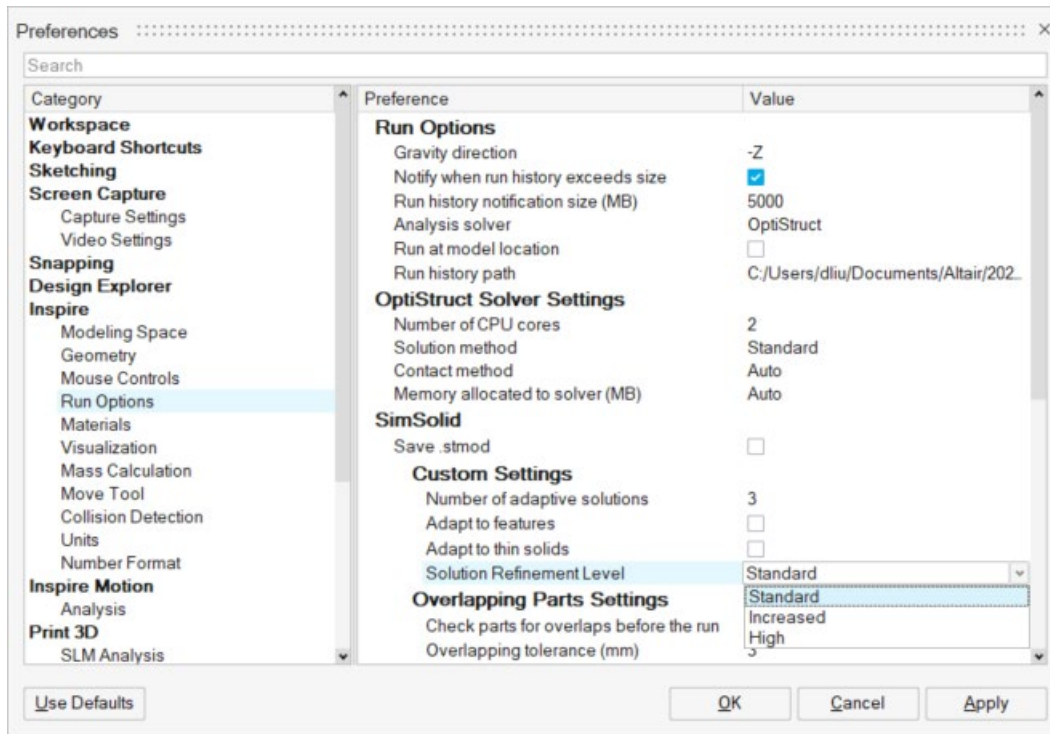 Preferences
Search
Category
Workspace
Keyboard Shortcuts
Sketching
Screen Capture
Capture Settings
Video Settings
Snapping
Design Explorer
Inspire
Modeling Space
Geometry
Mouse Controls
Run Options
Materials
Visualization
Mass Calculation
Move Tool
Collision Detection
Units
Number Format
Inspire Motion
Analysis
Print 3D
SLM Analysis
Preference Value
Run Options
Gravity direction -Z
Notify when run history exceeds size
Run history notification size (MB) 5000
Analysis solver OptiStruct
Run at model location
Run history path C:/Users/dliu/Documents/Altair/202...
OptiStruct Solver Settings
Number of CPU cores 2
Solution method Standard
Contact method Auto
Memory allocated to solver (MB) Auto
SimSolid
Save .stmod
Custom Settings
Number of adaptive solutions 3
Adapt to features
Adapt to thin solids
Solution Refinement Level Standard
Standard
Increased
High
Overlapping Parts Settings
Check parts for overlaps before the run
Overlapping tolerance (mm)
Use Defaults
OK
Cancel
Apply